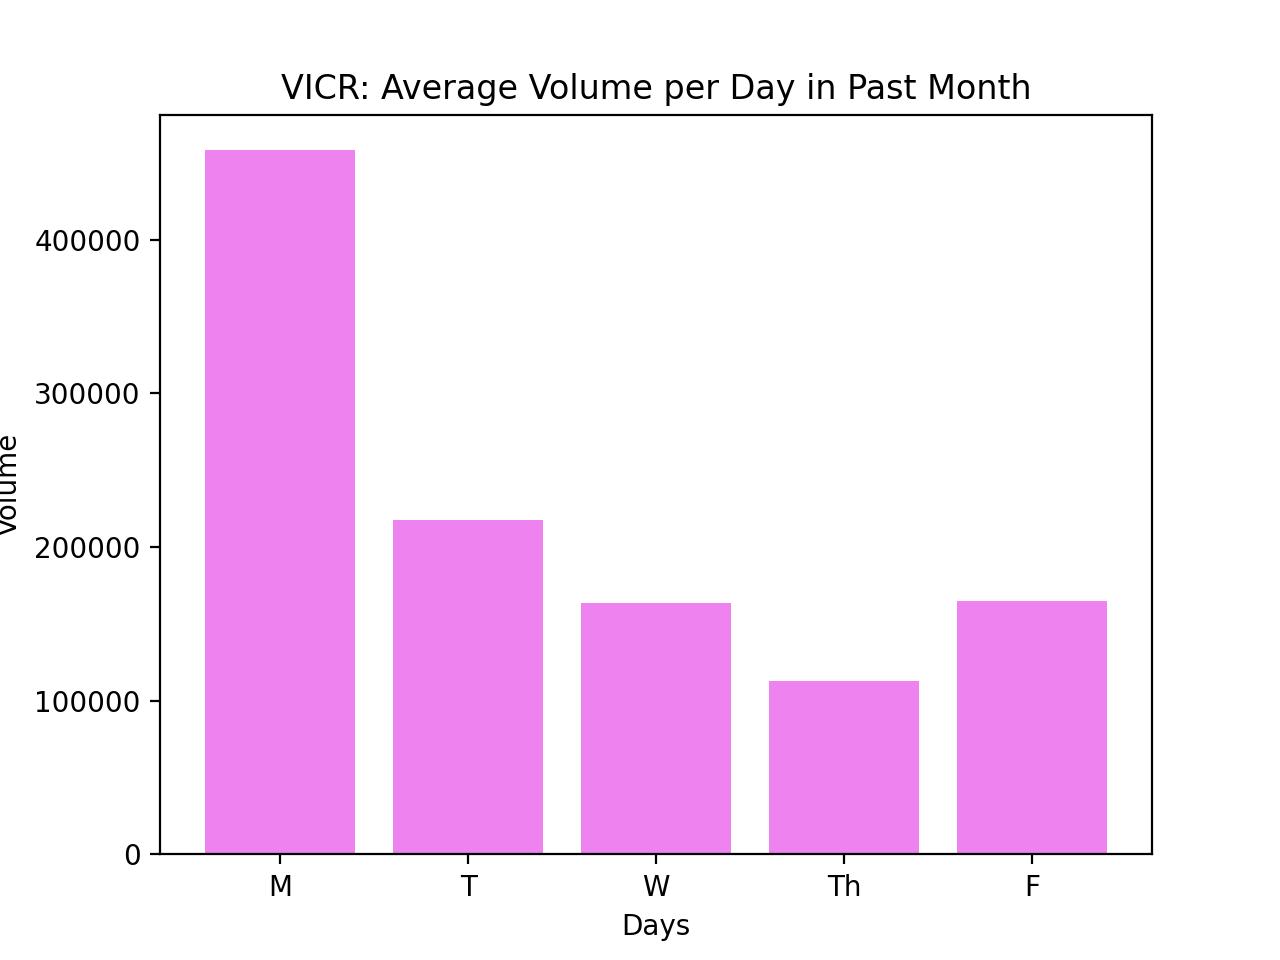 VICR: Average Volume per Day in Past Month
Volume
400000
300000
200000
100000
0
M T W Th F
Days